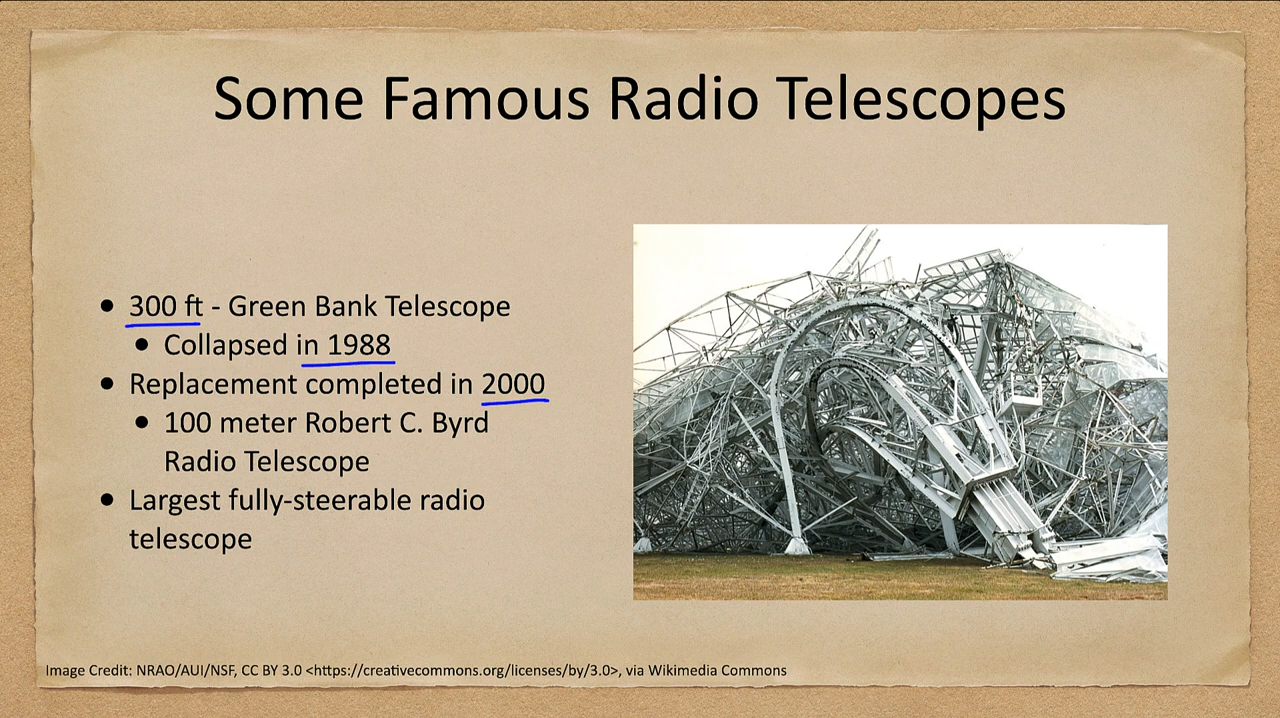 Some Famous Radio Telescopes
• 300 ft - Green Bank Telescope
• Collapsed in 1988
• Replacement completed in 2000
• 100 meter Robert C. Byrd
Radio Telescope
• Largest fully-steerable radio
telescope
Image Credit: NRAO/AUI/NSF, CC BY 3.0 <https://creativecommons.org/licenses/by/3.0>, via Wikimedia Commons